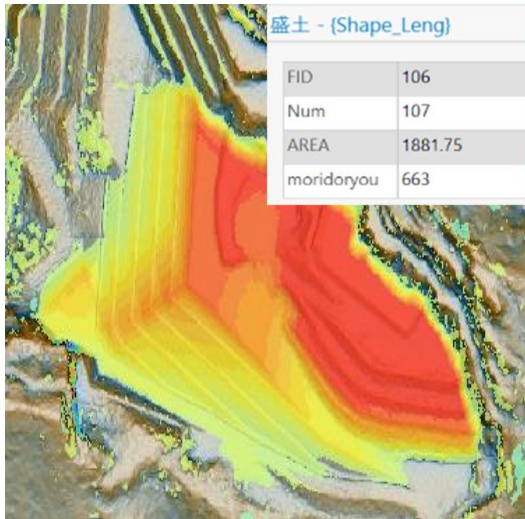 盛土 - {Shape_Leng}
FID 106
Num 107
AREA 1881.75
moridoryou 663